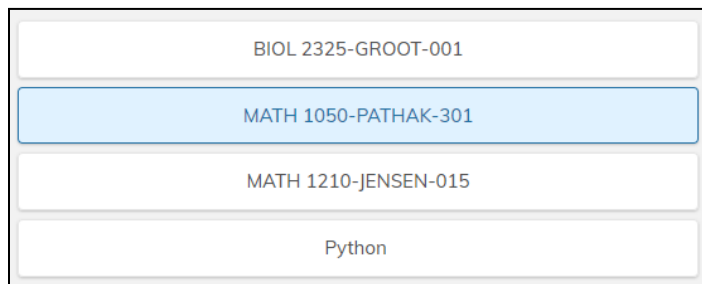 BIOL 2325-GROOT-001
MATH 1050-PATHAK-301
MATH 1210-JENSEN-015
Python